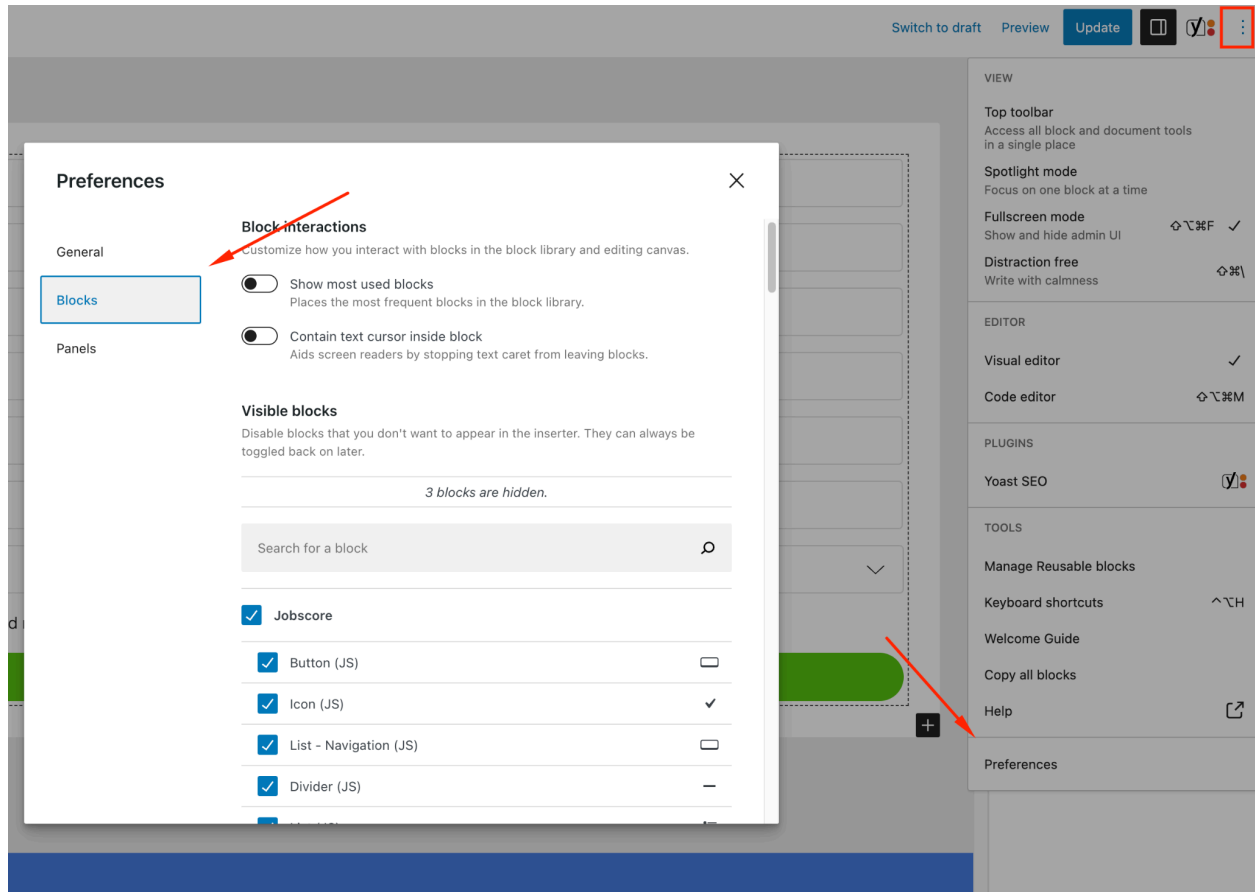 Switch to draft Preview Update
VIEW
Top toolbar
Access all block and document tools
in a single place
Spotlight mode
Focus on one block at a time
Fullscreen mode
Show and hide admin UI
⇧⌥⌘F
Distraction free
Write with calmness
⇧⌘\
EDITOR
Visual editor
Code editor ⇧⌥⌘M
PLUGINS
Yoast SEO
TOOLS
Manage Reusable blocks
Keyboard shortcuts ^⌥H
Welcome Guide
Copy all blocks
Help
Preferences
Preferences
General
Blocks
Panels
Block interactions
Customize how you interact with blocks in the block library and editing canvas.
Show most used blocks
Places the most frequent blocks in the block library.
Contain text cursor inside block
Aids screen readers by stopping text caret from leaving blocks.
Visible blocks
Disable blocks that you don't want to appear in the inserter. They can always be
toggled back on later.
3 blocks are hidden.
Search for a block
Jobscore
Button (JS)
Icon (JS)
List - Navigation (JS)
Divider (JS)